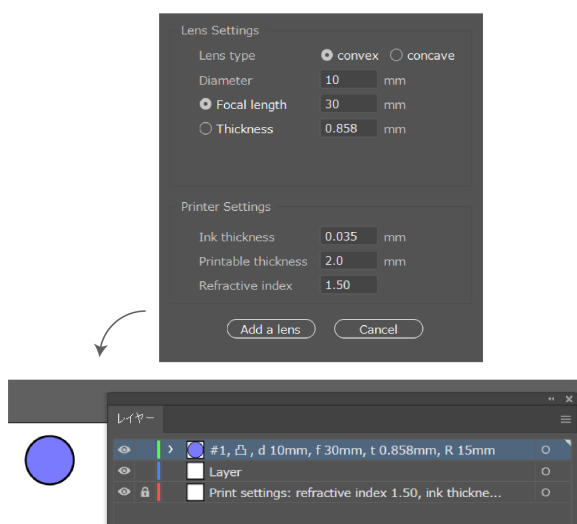 Lens Settings
Lens type convex concave
Diameter 10 mm
Focal length 30 mm
Thickness 0.858 mm
Printer Settings
Ink thickness 0.035 mm
Printable thickness 2.0 mm
Refractive index 1.50
Add a lens Cancel
レイヤー
#1, 凸 , d 10mm, f 30mm, t 0.858mm, R 15mm
Layer
Print settings: refractive index 1.50, ink thickne...